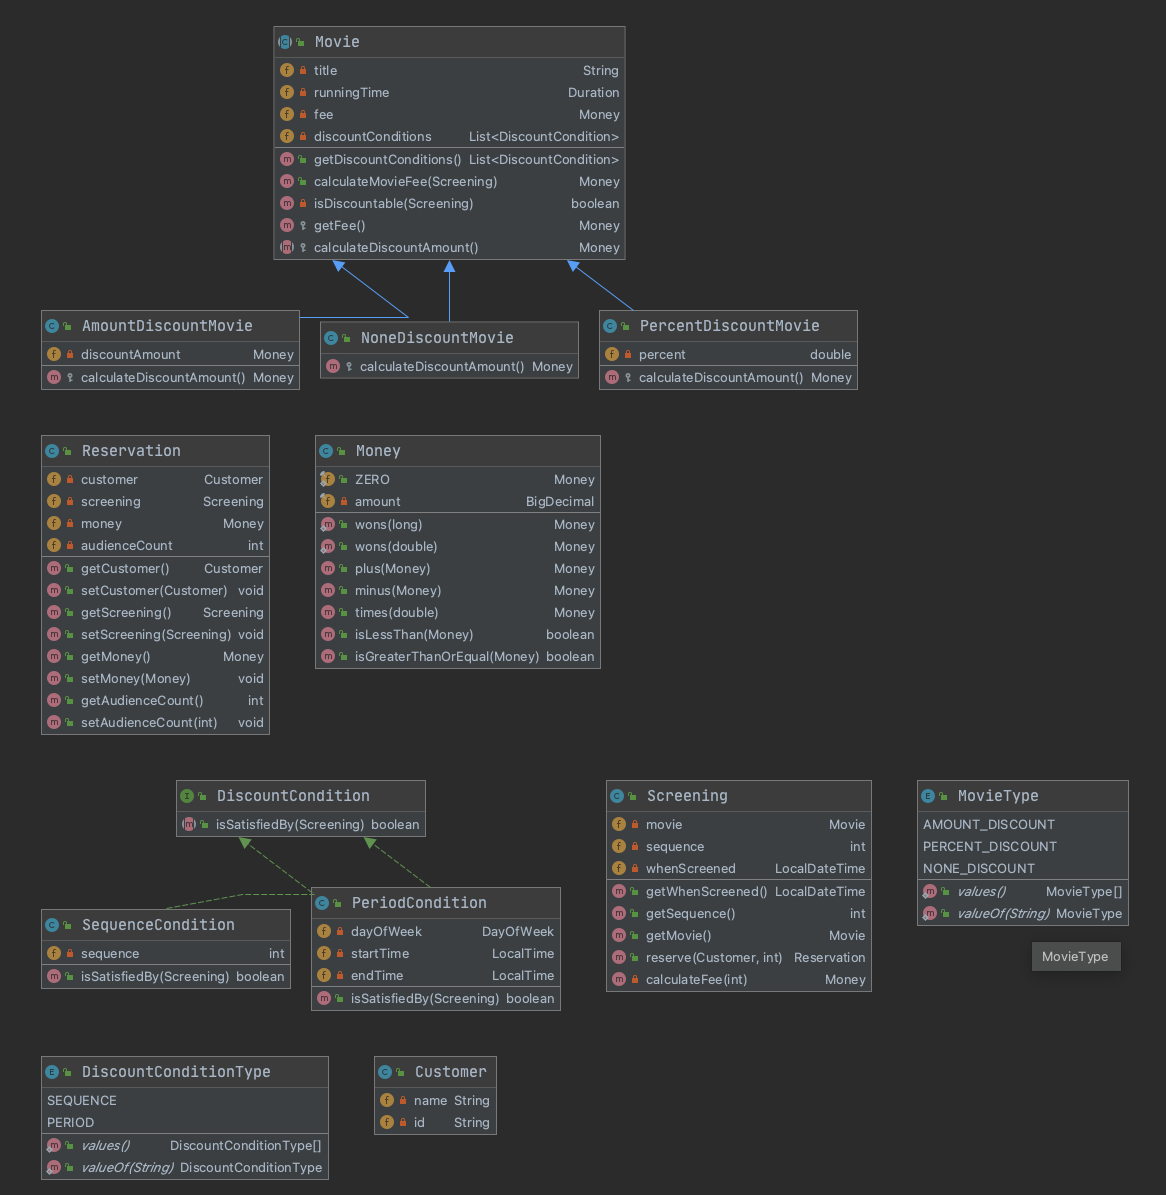 Movie
title String
runningTime Duration
fee Money
discountConditions List<DiscountCondition>
getDiscountConditions() List<DiscountCondition>
calculateMovieFee(Screening) Money
isDiscountable(Screening) boolean
getFee() Money
calculateDiscountAmount() Money
AmountDiscountMovie
discountAmount Money
calculateDiscountAmount() Money
NoneDiscountMovie
calculateDiscountAmount() Money
PercentDiscountMovie
percent double
calculateDiscountAmount() Money
Reservation
customer Customer
screening Screening
money Money
audienceCount int
getCustomer() Customer
setCustomer(Customer) void
getScreening() Screening
setScreening(Screening) void
getMoney() Money
setMoney(Money) void
getAudienceCount() int
setAudienceCount(int) void
Money
ZERO Money
amount BigDecimal
wons(long) Money
wons(double) Money
plus(Money) Money
minus(Money) Money
times(double) Money
isLessThan(Money) boolean
isGreaterThanOrEqual(Money) boolean
DiscountCondition
isSatisfiedBy(Screening) boolean
SequenceCondition
sequence int
isSatisfiedBy(Screening) boolean
PeriodCondition
dayOfWeek DayOfWeek
startTime LocalTime
endTime LocalTime
isSatisfiedBy(Screening) boolean
Screening
movie Movie
sequence int
whenScreened LocalDateTime
getWhenScreened() LocalDateTime
getSequence() int
getMovie() Movie
reserve(Customer, int) Reservation
calculateFee(int) Money
MovieType
AMOUNT_DISCOUNT
PERCENT_DISCOUNT
NONE_DISCOUNT
values() MovieType[]
valueOf(String) MovieType
MovieType
DiscountConditionType
SEQUENCE
PERIOD
values() DiscountConditionType[]
valueOf(String) DiscountConditionType
Customer
name String
id String